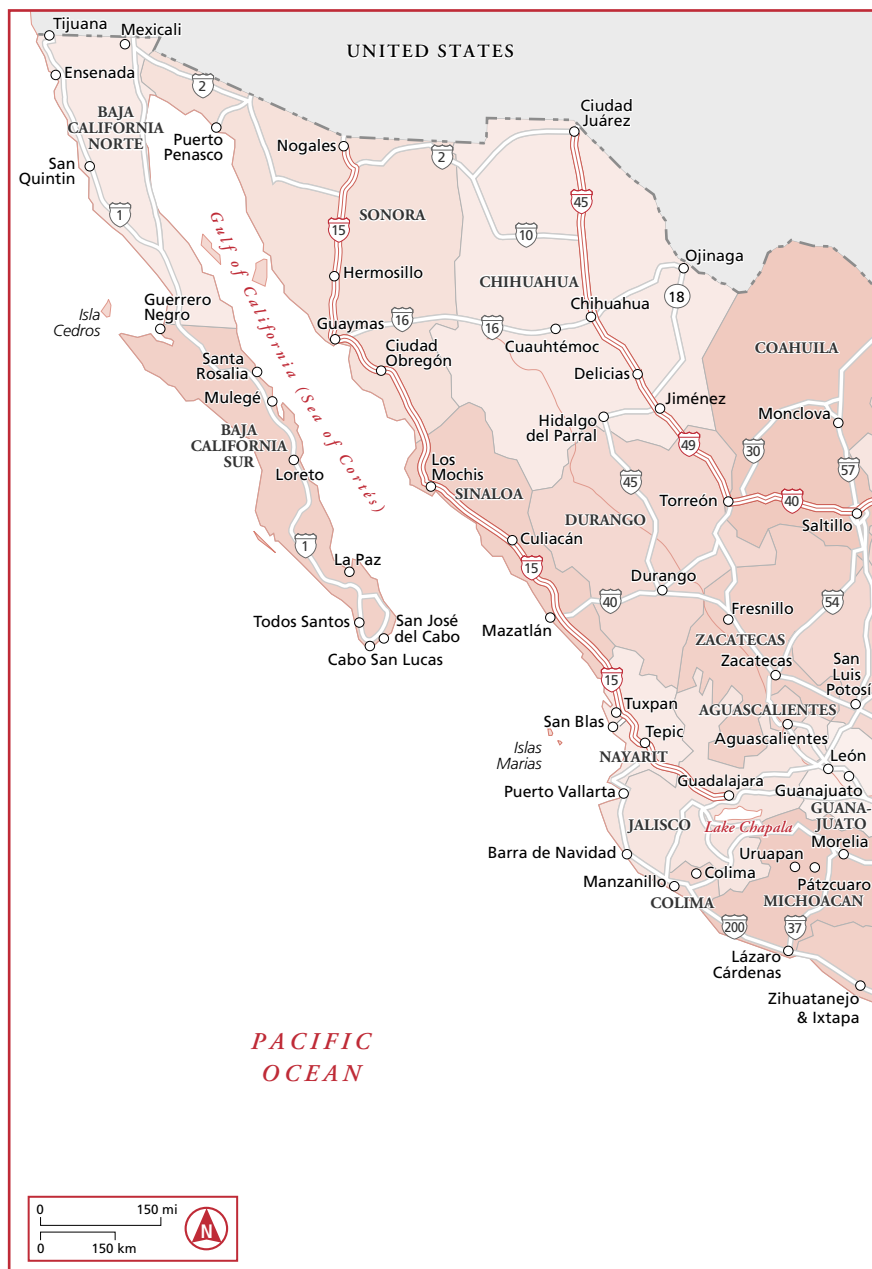 Tijuana
Mexicali
UNITED STATES
Ensenada
2
Ciudad
Juárez
BAJA
CALIFORNIA
NORTE
Puerto
Penasco
Nogales
2
San
Quintin
45
1
SONORA
15
10
Gulf of California (Sea of Cortés)
Ojinaga
Hermosillo
CHIHUAHUA
18
Isla
Cedros
Guerrero
Negro
Chihuahua
Guaymas
16
16
Cuauhtémoc
Ciudad
Obregón
COAHUILA
Santa
Rosalia
Delicias
Mulegé
Jiménez
Hidalgo
del Parral
Monclova
BAJA
CALIFORNIA
SUR
49
30
57
Loreto
Los
Mochis
SINALOA
45
Torreón
40
Saltillo
DURANGO
1
Culiacán
La Paz
15
Durango
40
54
Todos Santos
San José
del Cabo
Mazatlán
Fresnillo
Cabo San Lucas
ZACATECAS
Zacatecas
San
Luis
Potosí
15
Tuxpan
AGUASCALIENTES
San Blas
Tepic
Aguascalientes
Islas
Marias
NAYARIT
León
Puerto Vallarta
Guadalajara
Guanajuato
GUANA-
JUATO
JALISCO
Lake Chapala
Morelia
Barra de Navidad
Uruapan
Colima
Pátzcuaro
Manzanillo
COLIMA
MICHOACAN
200
37
Lázaro
Cárdenas
Zihuatanejo
& Ixtapa
PACIFIC
OCEAN
0
150 mi
0
150 km
N